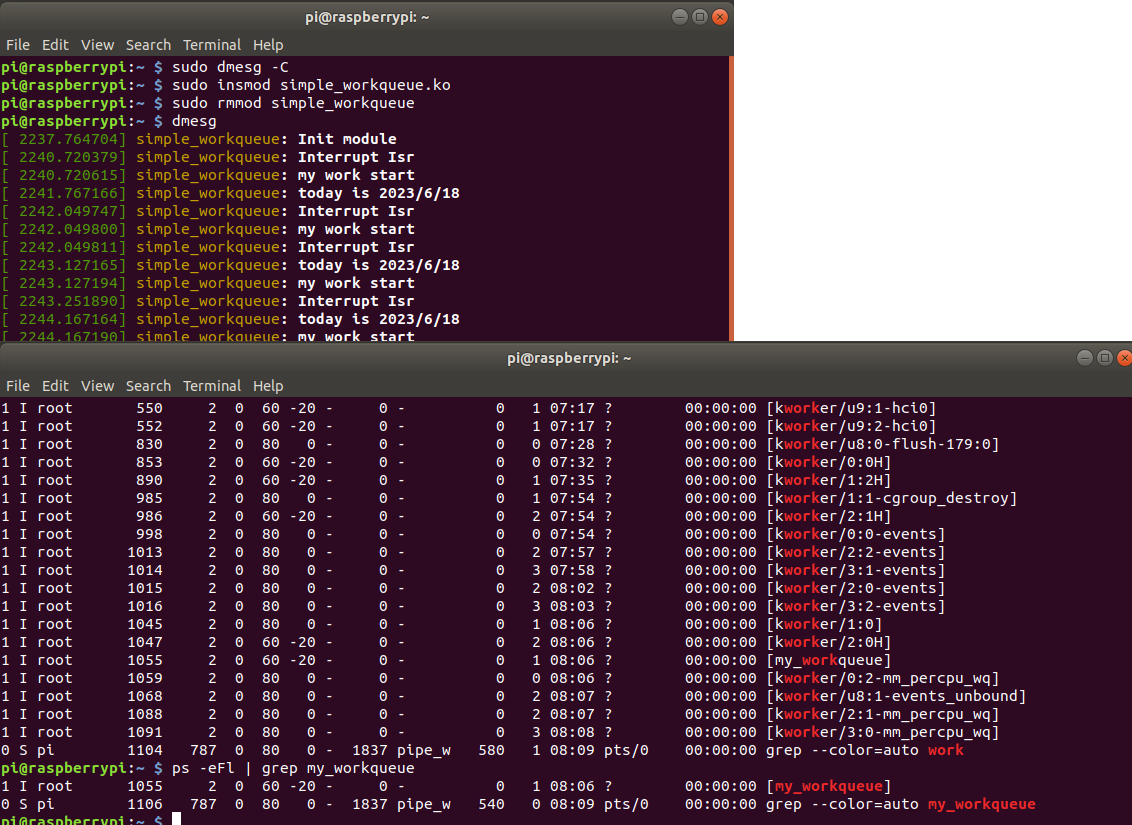 pi@raspberrypi: ~
File Edit View Search Terminal Help
pi@raspberrypi:~ $ sudo dmesg -C
pi@raspberrypi:~ $ sudo insmod simple_workqueue.ko
pi@raspberrypi:~ $ sudo rmmod simple_workqueue
pi@raspberrypi:~ $ dmesg
[ 2237.764704] simple_workqueue: Init module
[ 2240.720379] simple_workqueue: Interrupt Isr
[ 2240.720615] simple_workqueue: my work start
[ 2241.767166] simple_workqueue: today is 2023/6/18
[ 2242.049747] simple_workqueue: Interrupt Isr
[ 2242.049800] simple_workqueue: my work start
[ 2242.049811] simple_workqueue: Interrupt Isr
[ 2243.127165] simple_workqueue: today is 2023/6/18
[ 2243.127194] simple_workqueue: my work start
[ 2243.251890] simple_workqueue: Interrupt Isr
[ 2244.167164] simple_workqueue: today is 2023/6/18
[ 2244.167190] simple_workqueue: my work start
pi@raspberrypi: ~
File Edit View Search Terminal Help
1 I root 550 2 0 60 -20 - 0 - 0 1 07:17 ? 00:00:00 [kworker/u9:1-hci0]
1 I root 552 2 0 60 -20 - 0 - 0 1 07:17 ? 00:00:00 [kworker/u9:2-hci0]
1 I root 830 2 0 80 0 - 0 - 0 0 07:28 ? 00:00:00 [kworker/u8:0-flush-179:0]
1 I root 853 2 0 60 -20 - 0 - 0 0 07:32 ? 00:00:00 [kworker/0:0H]
1 I root 890 2 0 60 -20 - 0 - 0 1 07:35 ? 00:00:00 [kworker/1:2H]
1 I root 985 2 0 80 0 - 0 - 0 1 07:54 ? 00:00:00 [kworker/1:1-cgroup_destroy]
1 I root 986 2 0 60 -20 - 0 - 0 2 07:54 ? 00:00:00 [kworker/2:1H]
1 I root 998 2 0 80 0 - 0 - 0 0 07:54 ? 00:00:00 [kworker/0:0-events]
1 I root 1013 2 0 80 0 - 0 - 0 2 07:57 ? 00:00:00 [kworker/2:2-events]
1 I root 1014 2 0 80 0 - 0 - 0 3 07:58 ? 00:00:00 [kworker/3:1-events]
1 I root 1015 2 0 80 0 - 0 - 0 2 08:02 ? 00:00:00 [kworker/2:0-events]
1 I root 1016 2 0 80 0 - 0 - 0 3 08:03 ? 00:00:00 [kworker/3:2-events]
1 I root 1045 2 0 80 0 - 0 - 0 1 08:06 ? 00:00:00 [kworker/1:0]
1 I root 1047 2 0 60 -20 - 0 - 0 2 08:06 ? 00:00:00 [kworker/2:0H]
1 I root 1055 2 0 60 -20 - 0 - 0 1 08:06 ? 00:00:00 [my_workqueue]
1 I root 1059 2 0 80 0 - 0 - 0 0 08:06 ? 00:00:00 [kworker/0:2-mm_percpu_wq]
1 I root 1068 2 0 80 0 - 0 - 0 2 08:07 ? 00:00:00 [kworker/u8:1-events_unbound]
1 I root 1088 2 0 80 0 - 0 - 0 2 08:07 ? 00:00:00 [kworker/2:1-mm_percpu_wq]
1 I root 1091 2 0 80 0 - 0 - 0 3 08:08 ? 00:00:00 [kworker/3:0-mm_percpu_wq]
0 S pi 1104 787 0 80 0 - 1837 pipe_w 580 1 08:09 pts/0 00:00:00 grep --color=auto work
pi@raspberrypi:~ $ ps -eFl | grep my_workqueue
1 I root 1055 2 0 60 -20 - 0 - 0 1 08:06 ? 00:00:00 [my_workqueue]
0 S pi 1106 787 0 80 0 - 1837 pipe_w 540 0 08:09 pts/0 00:00:00 grep --color=auto my_workqueue
pi@raspberrypi:~ $